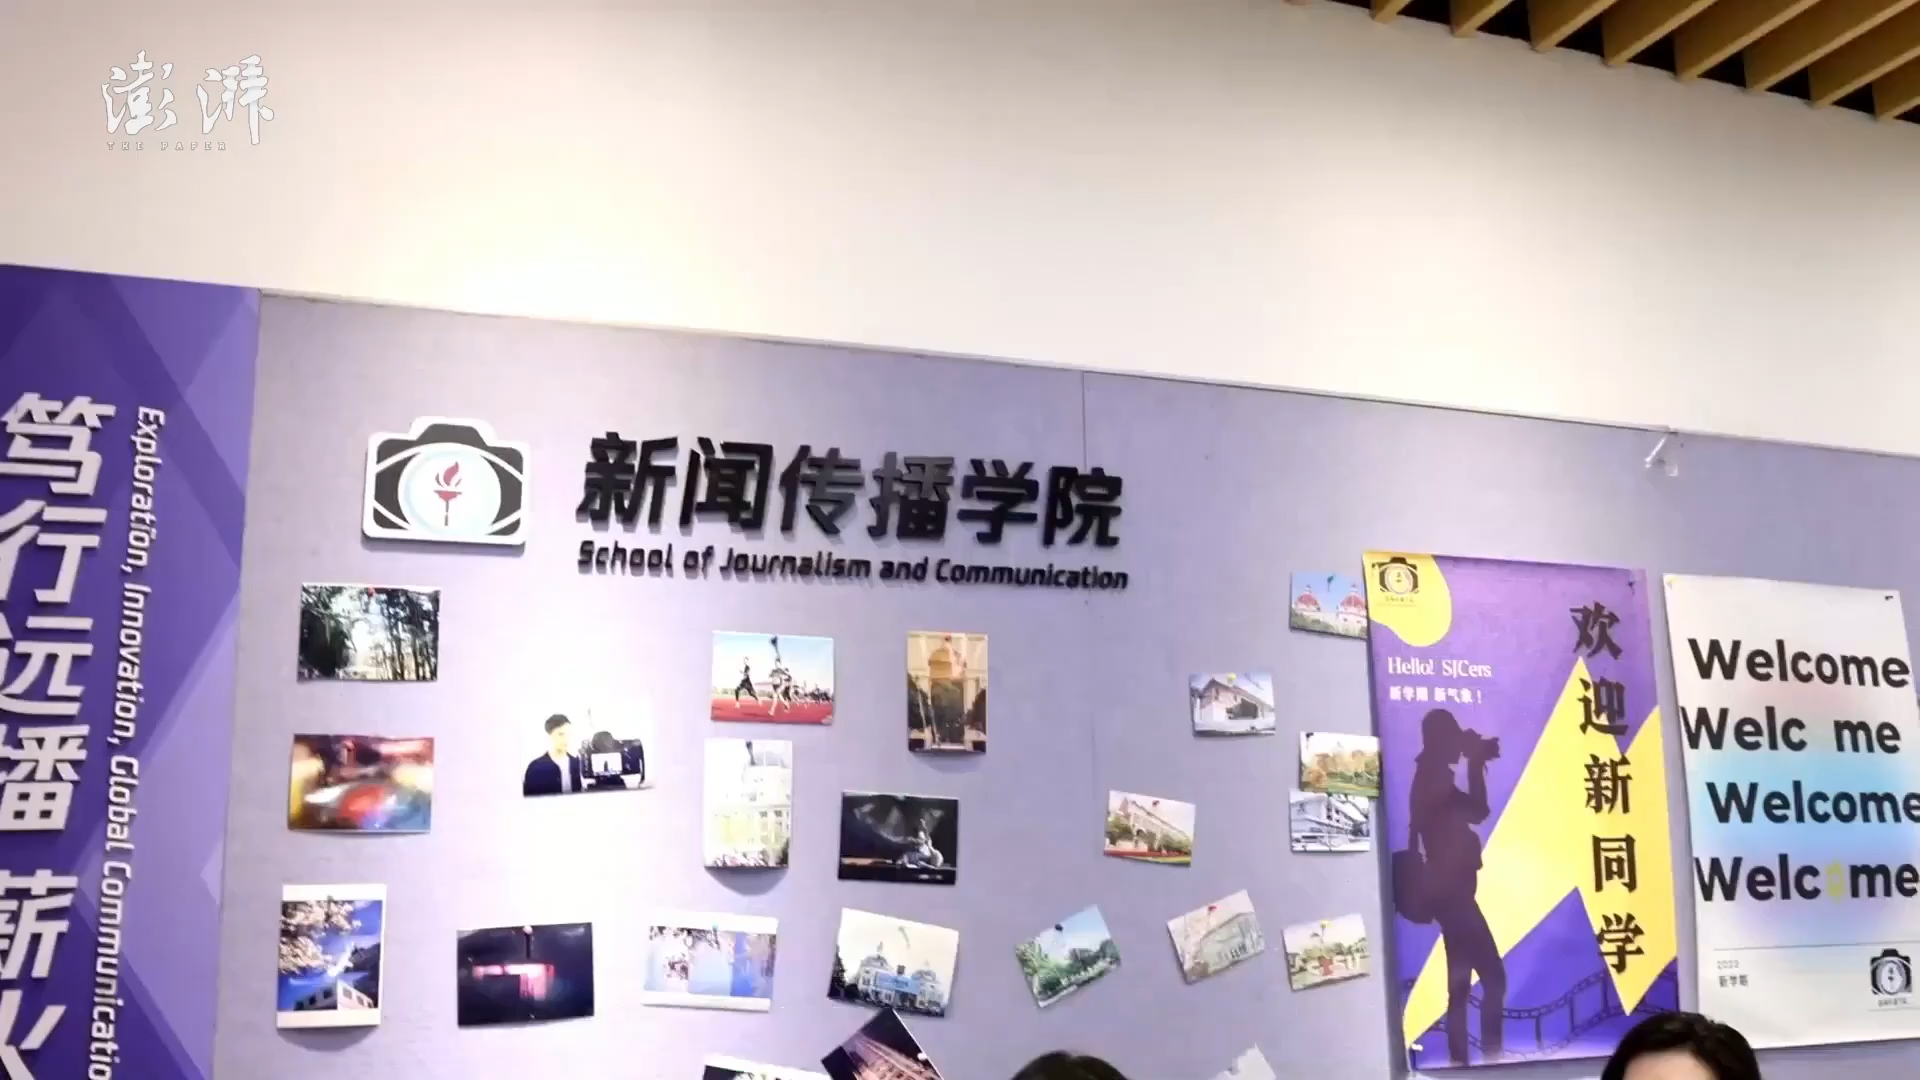 澎湃
THE PAPER
笃行远播 薪火
Exploration, Innovation, Global Communicatio
新闻传播学院
School of Journalism and Communication
Hello! SJCers
新学期 新气象！
欢迎新同学
Welcome
Welc me
Welcome
Welcome
2022
新学期
SISU